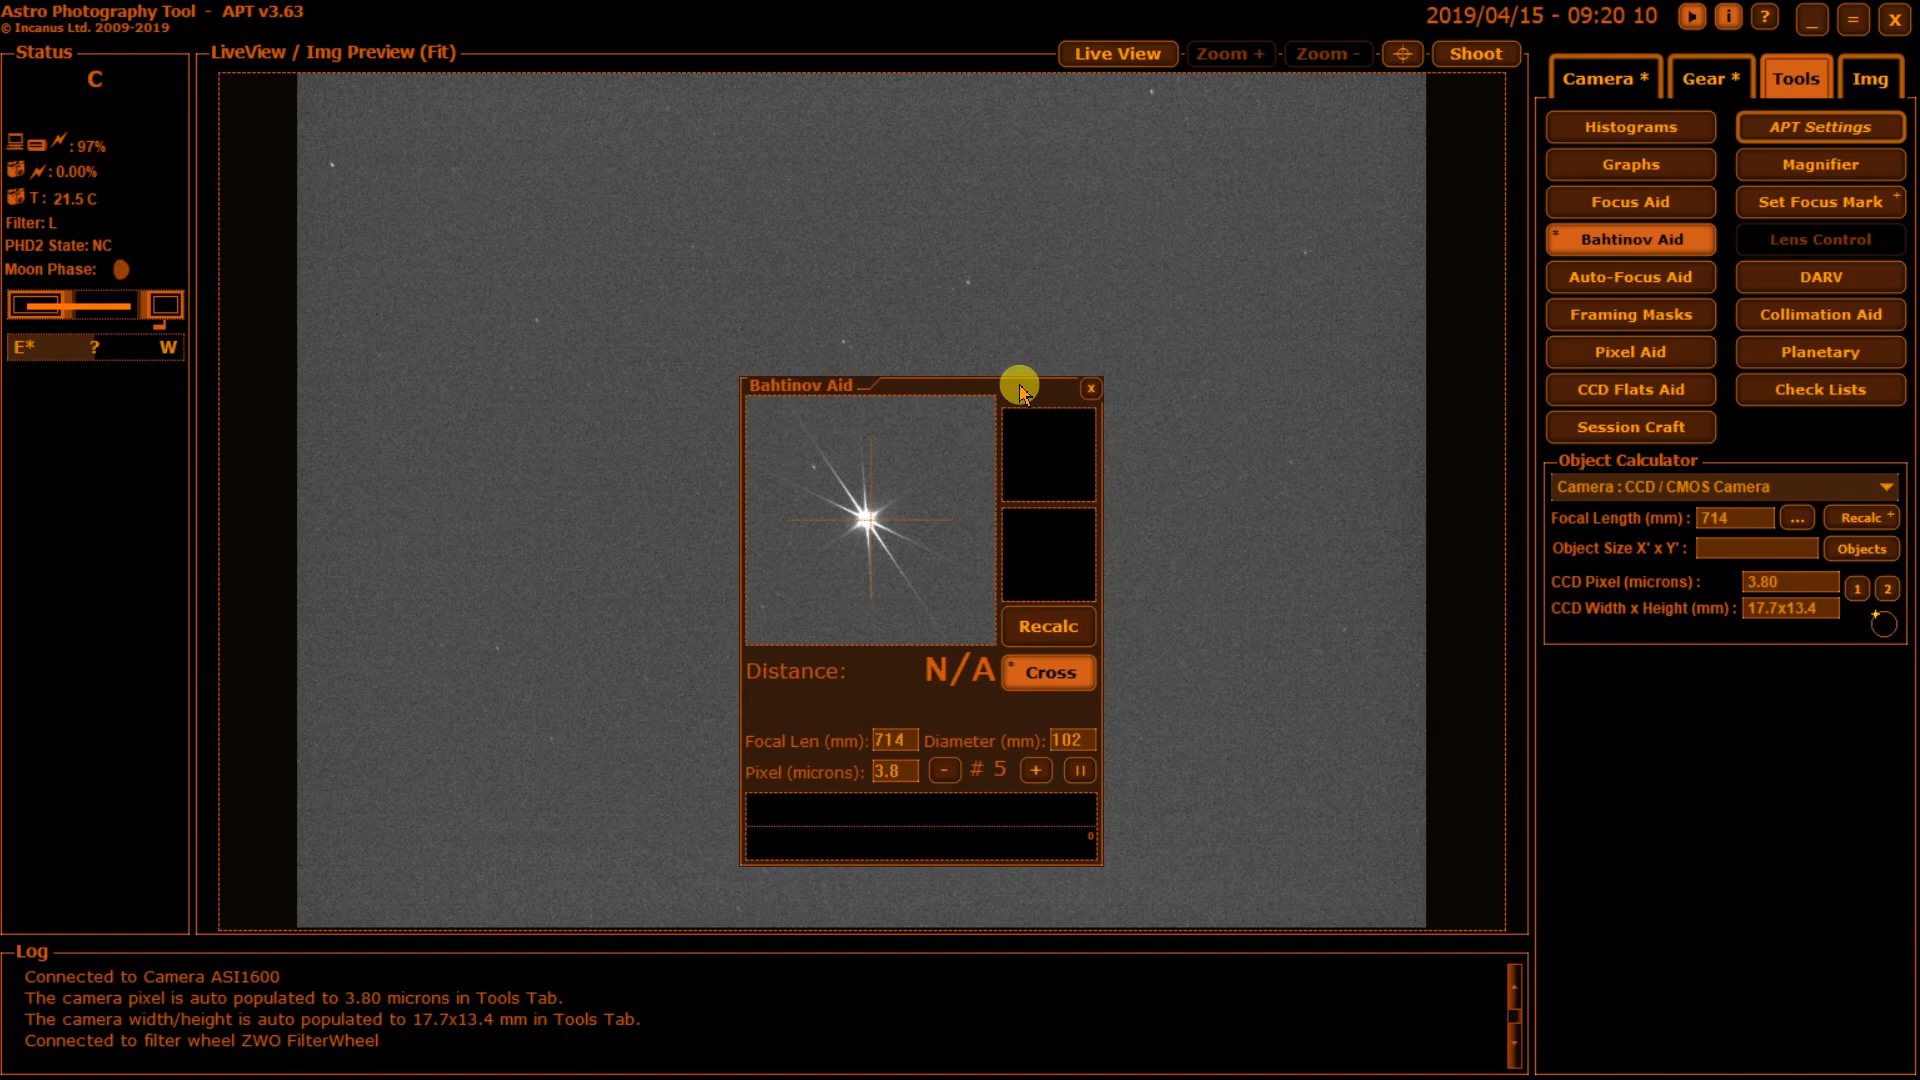 Astro Photography Tool - APT v3.63
© Incanus Ltd. 2009-2019
2019/04/15 - 09:20 10
i
?
_
=
X
Status
C
: 97%
: 0.00%
T : 21.5 C
Filter: L
PHD2 State: NC
Moon Phase:
E*
?
W
LiveView / Img Preview (Fit)
Live View
Zoom +
Zoom -
Shoot
Bahtinov Aid
x
Recalc
Distance:
N/A
* Cross
Focal Len (mm): 714
Diameter (mm): 102
Pixel (microns): 3.8
-
# 5
+
II
0
Camera *
Gear *
Tools
Img
Histograms
APT Settings
Graphs
Magnifier
Focus Aid
Set Focus Mark +
* Bahtinov Aid
Lens Control
Auto-Focus Aid
DARV
Framing Masks
Collimation Aid
Pixel Aid
Planetary
CCD Flats Aid
Check Lists
Session Craft
Object Calculator
Camera : CCD / CMOS Camera
Focal Length (mm) : 714
...
Recalc +
Object Size X' x Y' :
Objects
CCD Pixel (microns) : 3.80
1
2
CCD Width x Height (mm) : 17.7x13.4
Log
Connected to Camera ASI1600
The camera pixel is auto populated to 3.80 microns in Tools Tab.
The camera width/height is auto populated to 17.7x13.4 mm in Tools Tab.
Connected to filter wheel ZWO FilterWheel